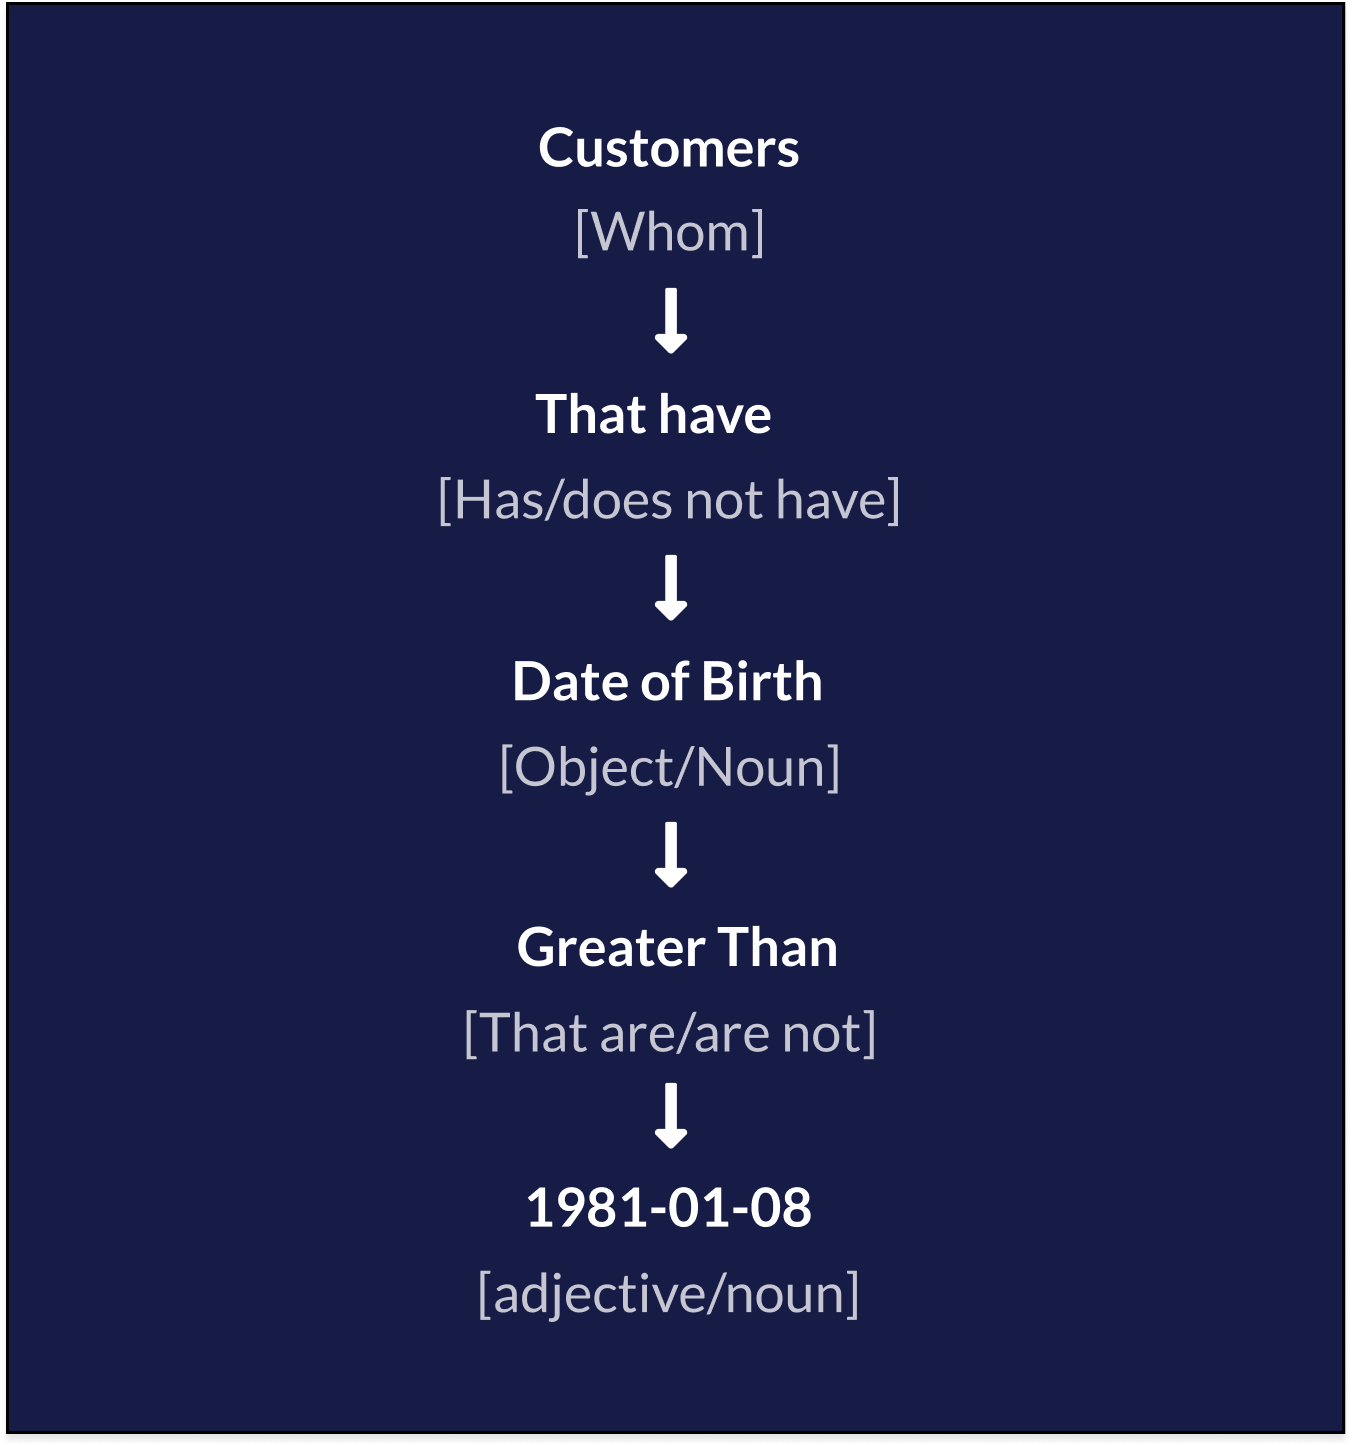 Customers
[Whom]
That have
[Has/does not have]
Date of Birth
[Object/Noun]
Greater Than
[That are/are not]
1981-01-08
[adjective/noun]